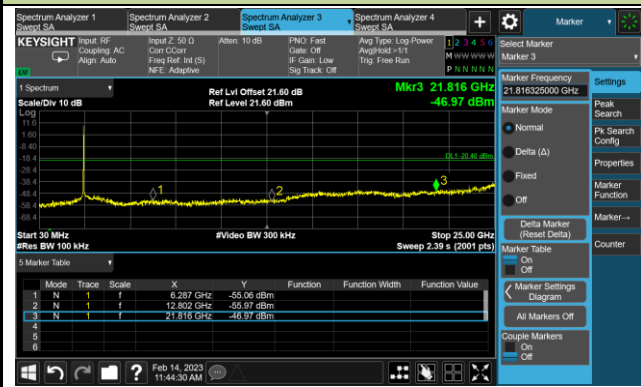 Spectrum Analyzer 1
Swept SA
Spectrum Analyzer 2
Swept SA
Spectrum Analyzer 3
Swept SA
Spectrum Analyzer 4
Swept SA
Marker
KEYSIGHT
Input: RF
Coupling: AC
Align: Auto
Input Z: 50 Ω
Corr CCorr
Freq Ref: Int (S)
NFE: Adaptive
Atten: 10 dB
PNO: Fast
Gate: Off
IF Gain: Low
Sig Track: Off
Avg Type: Log-Power
Avg|Hold:>1/1
Trig: Free Run
1 2 3 4 5 6
M W W W W W
P N N N N N
Select Marker
Marker 3
1 Spectrum
Scale/Div 10 dB
Log
Ref Lvl Offset 21.60 dB
Ref Level 21.60 dBm
Mkr3 21.816 GHz
-46.97 dBm
11.6
1.60
-8.40
-18.4
-28.4
-38.4
-48.4
-58.4
-68.4
DL1 -20.40 dBm
1
2
3
Start 30 MHz
#Res BW 100 kHz
#Video BW 300 kHz
Stop 25.00 GHz
Sweep 2.39 s (2001 pts)
5 Marker Table
Mode Trace Scale X Y Function Function Width Function Value
1 N 1 f 6.287 GHz -55.06 dBm
2 N 1 f 12.802 GHz -55.97 dBm
3 N 1 f 21.816 GHz -46.97 dBm
4
5
6
Marker Frequency
21.816325000 GHz
Marker Mode
Normal
Delta (Δ)
Fixed
Off
Delta Marker
(Reset Delta)
Marker Table
On
Off
Marker Settings
Diagram
All Markers Off
Couple Markers
On
Off
Settings
Peak
Search
Pk Search
Config
Properties
Marker
Function
Marker→
Counter
?
Feb 14, 2023
11:44:30 AM